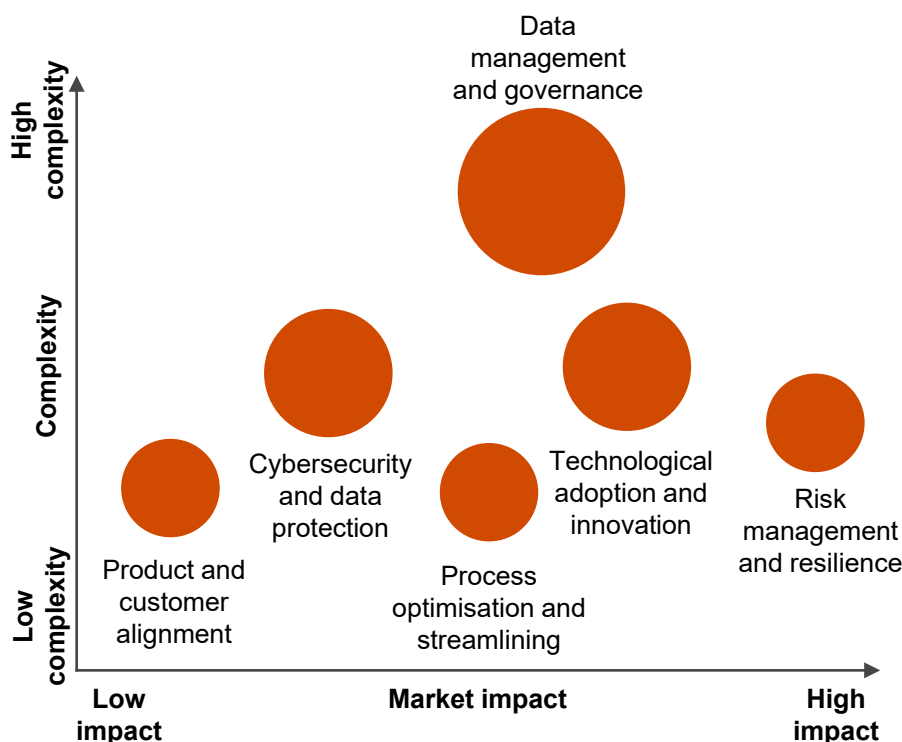 Data
management
and governance
High
complexity
Complexity
Cybersecurity
and data
protection
Technological
adoption and
innovation
Risk
management
and resilience
Product and
customer
alignment
Process
optimisation and
streamlining
Low
complexity
Low
impact
Market impact
High
impact